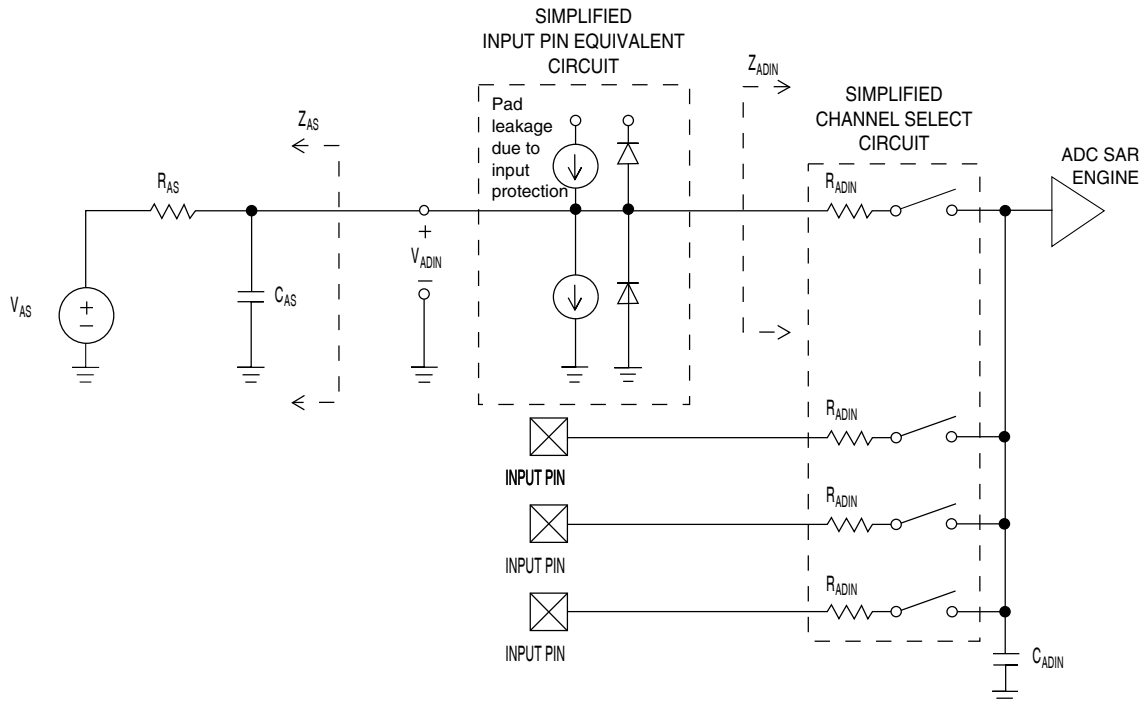 SIMPLIFIED
INPUT PIN EQUIVALENT
CIRCUIT
Pad
leakage
due to
input
protection
Z_ADIN
SIMPLIFIED
CHANNEL SELECT
CIRCUIT
ADC SAR
ENGINE
Z_AS
R_AS
R_ADIN
+
V_ADIN
–
V_AS
+
–
C_AS
R_ADIN
INPUT PIN
R_ADIN
INPUT PIN
R_ADIN
INPUT PIN
C_ADIN